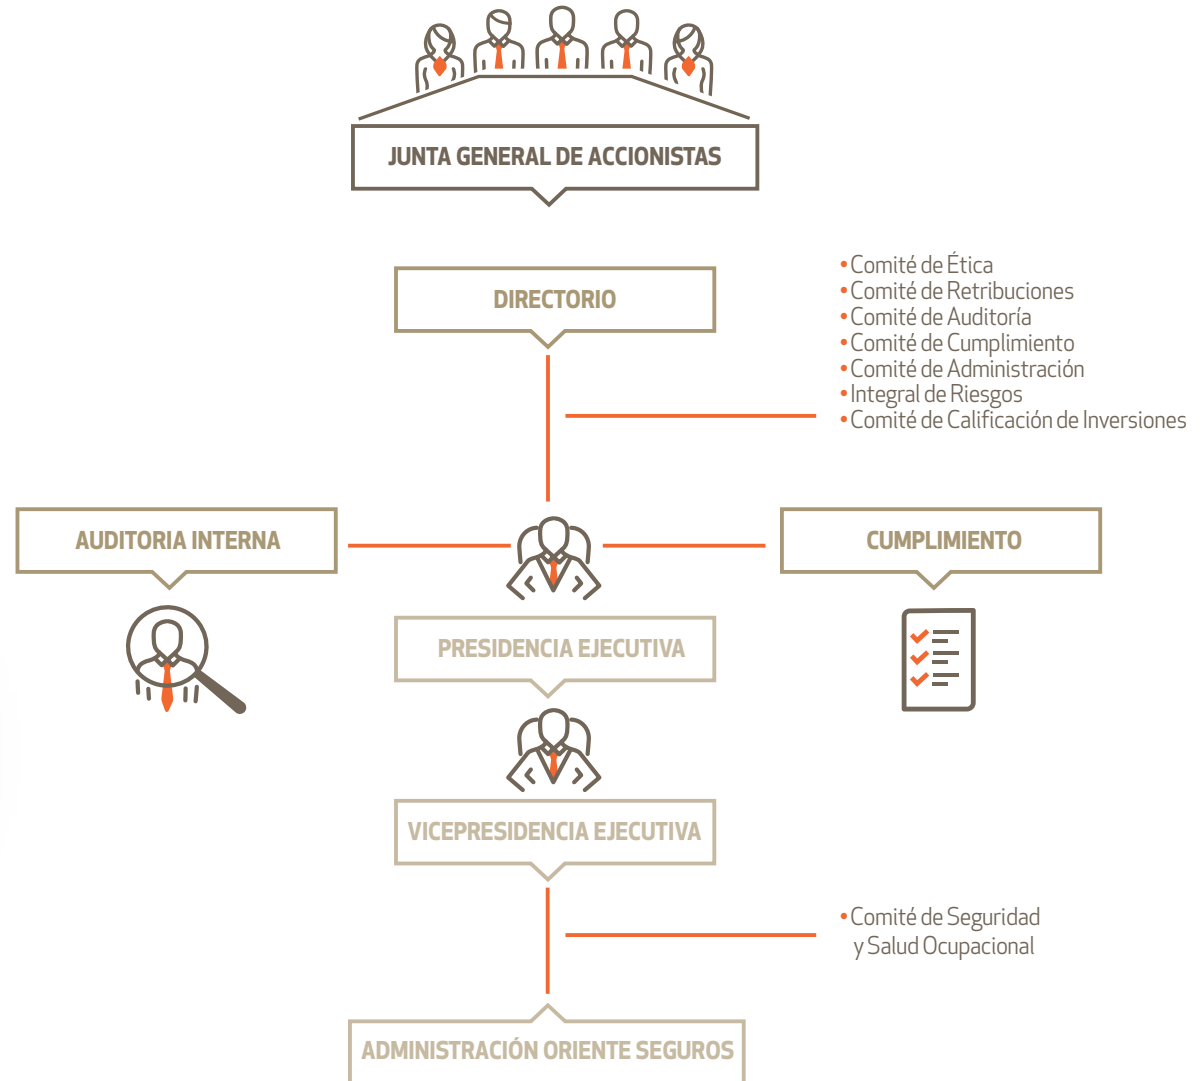 JUNTA GENERAL DE ACCIONISTAS
DIRECTORIO
•Comité de Ética
•Comité de Retribuciones
•Comité de Auditoría
•Comité de Cumplimiento
•Comité de Administración
•Integral de Riesgos
•Comité de Calificación de Inversiones
AUDITORIA INTERNA
CUMPLIMIENTO
PRESIDENCIA EJECUTIVA
VICEPRESIDENCIA EJECUTIVA
•Comité de Seguridad
y Salud Ocupacional
ADMINISTRACIÓN ORIENTE SEGUROS